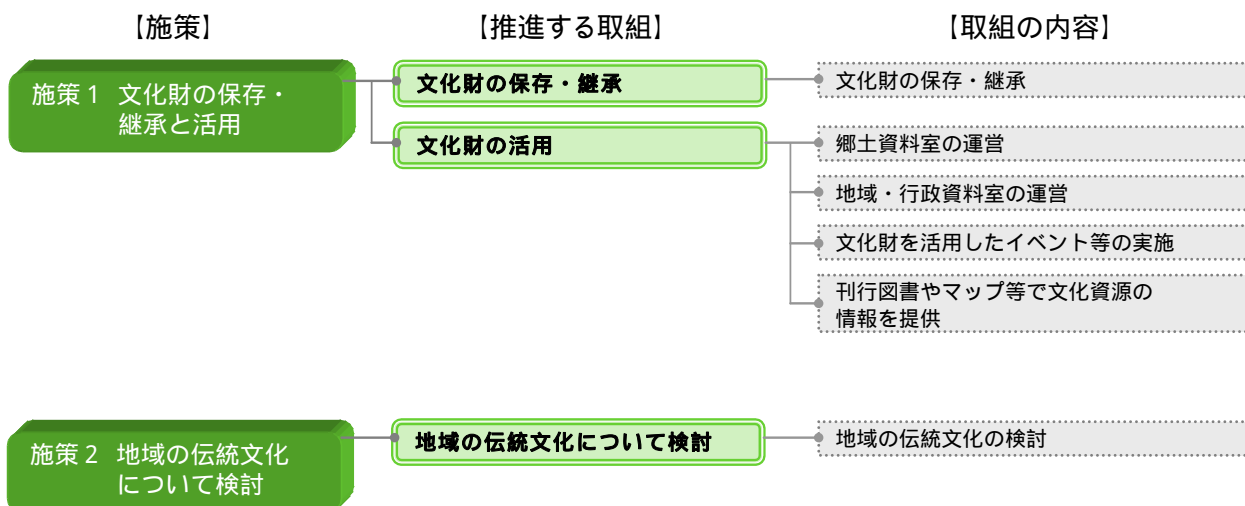 【施策】
【推進する取組】
【取組の内容】
施策1 文化財の保存・
継承と活用
文化財の保存・継承
文化財の保存・継承
文化財の活用
郷土資料室の運営
地域・行政資料室の運営
文化財を活用したイベント等の実施
刊行図書やマップ等で文化資源の
情報を提供
施策2 地域の伝統文化
について検討
地域の伝統文化について検討
地域の伝統文化の検討